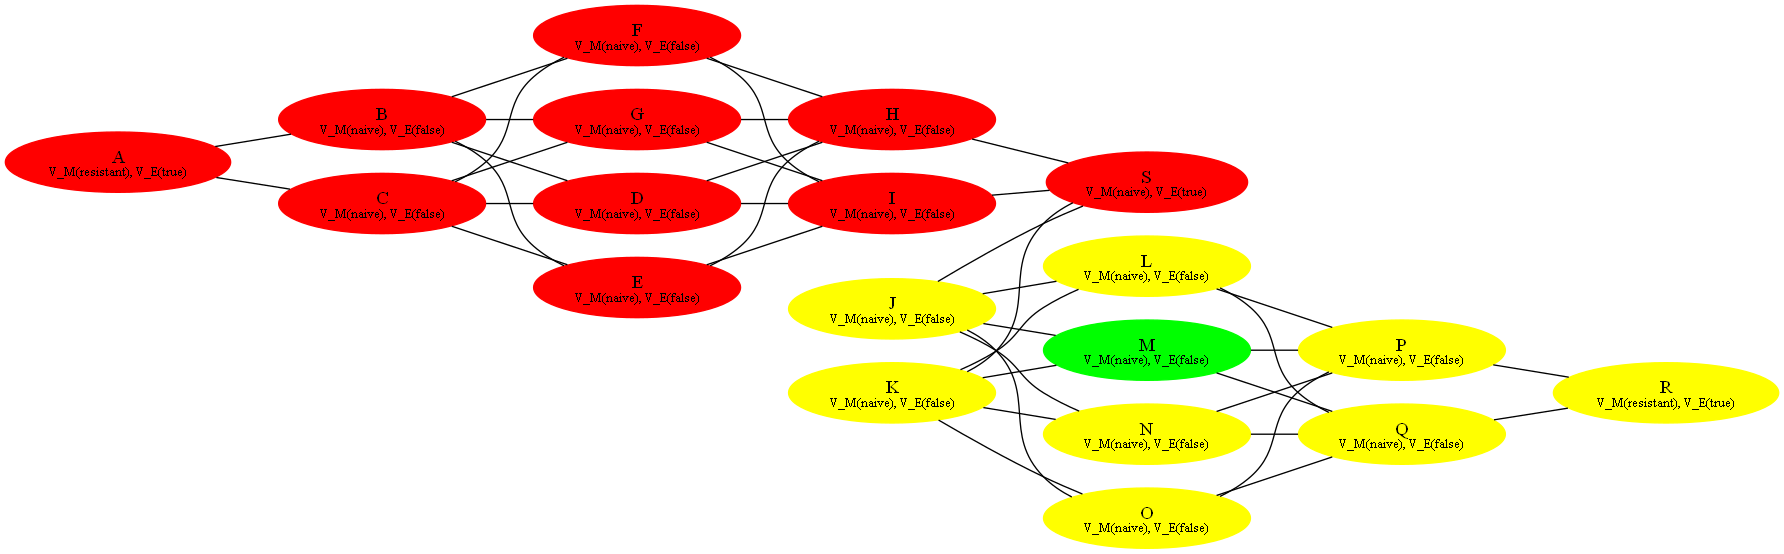 F
V_M(naive), V_E(false)
B
V_M(naive), V_E(false)
G
V_M(naive), V_E(false)
H
V_M(naive), V_E(false)
A
V_M(resistant), V_E(true)
C
V_M(naive), V_E(false)
D
V_M(naive), V_E(false)
I
V_M(naive), V_E(false)
S
V_M(naive), V_E(true)
E
V_M(naive), V_E(false)
L
V_M(naive), V_E(false)
J
V_M(naive), V_E(false)
M
V_M(naive), V_E(false)
P
V_M(naive), V_E(false)
K
V_M(naive), V_E(false)
R
V_M(resistant), V_E(true)
N
V_M(naive), V_E(false)
Q
V_M(naive), V_E(false)
O
V_M(naive), V_E(false)